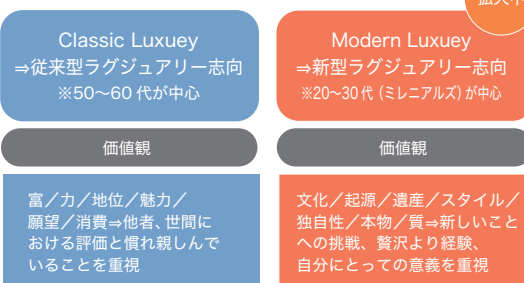 拡大
Classic Luxuey
⇒従来型ラグジュアリー志向
※50〜60 代が中心
Modern Luxuey
⇒新型ラグジュアリー志向
※20〜30 代 (ミレニアルズ) が中心
価値観
価値観
富／力／地位／魅力／
願望／消費⇒他者、世間に
おける評価と慣れ親しんで
いることを重視
文化／起源／遺産／スタイル／
独自性／本物／質⇒新しいこと
への挑戦、贅沢より経験、
自分にとっての意義を重視